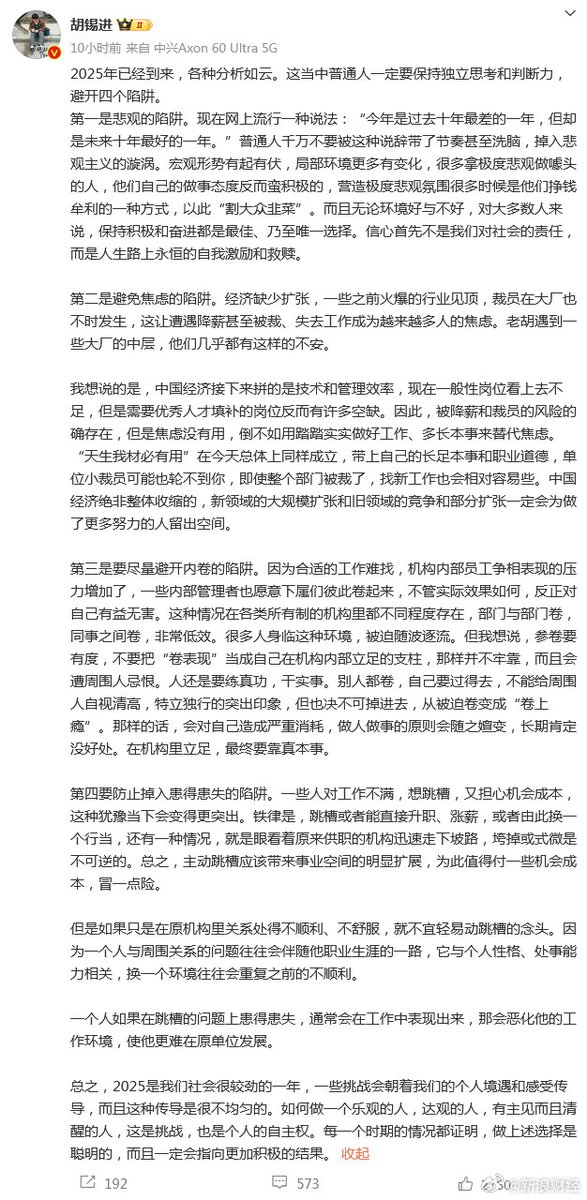 胡锡进 II
10小时前 来自 中兴Axon 60 Ultra 5G
2025年已经到来，各种分析如云。这当中普通人一定要保持独立思考和判断力，
避开四个陷阱。
第一是悲观的陷阱。现在网上流行一种说法：“今年是过去十年最差的一年，但却
是未来十年最好的一年。”普通人千万不要被这种说辞带了节奏甚至洗脑，掉入悲
观主义的漩涡。宏观形势有起有伏，局部环境更多有变化，很多拿极度悲观做噱头
的人，他们自己的做事态度反而蛮积极的，营造极度悲观氛围很多时候是他们挣钱
牟利的一种方式，以此“割大众韭菜”。而且无论环境好与不好，对大多数人来
说，保持积极和奋进都是最佳、乃至唯一选择。信心首先不是我们对社会的责任，
而是人生路上永恒的自我激励和救赎。
第二是避免焦虑的陷阱。经济缺少扩张，一些之前火爆的行业见顶，裁员在大厂也
不时发生，这让遭遇降薪甚至被裁、失去工作成为越来越多人的焦虑。老胡遇到一
些大厂的中层，他们几乎都有这样的不安。
我想说的是，中国经济接下来拼的是技术和管理效率，现在一般性岗位看上去不
足，但是需要优秀人才填补的岗位反而有许多空缺。因此，被降薪和裁员的风险的
确存在，但是焦虑没有用，倒不如用踏踏实实做好工作、多长本事来替代焦虑。
“天生我材必有用”在今天总体上同样成立，带上自己的长足本事和职业道德，单
位小裁员可能也轮不到你，即使整个部门被裁了，找新工作也会相对容易些。中国
经济绝非整体收缩的，新领域的大规模扩张和旧领域的竞争和部分扩张一定会为做
了更多努力的人留出空间。
第三是要尽量避开内卷的陷阱。因为合适的工作难找，机构内部员工争相表现的压
力增加了，一些内部管理者也愿意下属们彼此卷起来，不管实际效果如何，反正对
自己有益无害。这种情况在各类所有制的机构里都不同程度存在，部门与部门卷，
同事之间卷，非常低效。很多人身临这种环境，被迫随波逐流。但我想说，参卷要
有度，不要把“卷表现”当成自己在机构内部立足的支柱，那样并不牢靠，而且会
遭周围人忌恨。人还是要练真功，干实事。别人都卷，自己要过得去，不能给周围
人自视清高，特立独行的突出印象，但也决不可掉进去，从被迫卷变成“卷上
瘾”。那样的话，会对自己造成严重消耗，做人做事的原则会随之嬗变，长期肯定
没好处。在机构里立足，最终要靠真本事。
第四要防止掉入患得患失的陷阱。一些人对工作不满，想跳槽，又担心机会成本，
这种犹豫当下会变得更突出。铁律是，跳槽或者能直接升职、涨薪，或者由此换一
个行当，还有一种情况，就是眼看着原来供职的机构迅速走下坡路，垮掉或式微是
不可逆的。总之，主动跳槽应该带来事业空间的明显扩展，为此值得付一些机会成
本，冒一点险。
但是如果只是在原机构里关系处得不顺利、不舒服，就不宜轻易动跳槽的念头。因
为一个人与周围关系的问题往往会伴随他职业生涯的一路，它与个人性格、处事能
力相关，换一个环境往往会重复之前的不顺利。
一个人如果在跳槽的问题上患得患失，通常会在工作中表现出来，那会恶化他的工
作环境，使他更难在原单位发展。
总之，2025是我们社会很较劲的一年，一些挑战会朝着我们的个人境遇和感受传
导，而且这种传导是很不均匀的。如何做一个乐观的人，达观的人，有主见而且清
醒的人，这是挑战，也是个人的自主权。每一个时期的情况都证明，做上述选择是
聪明的，而且一定会指向更加积极的结果。 收起
192 573
@新浪财经